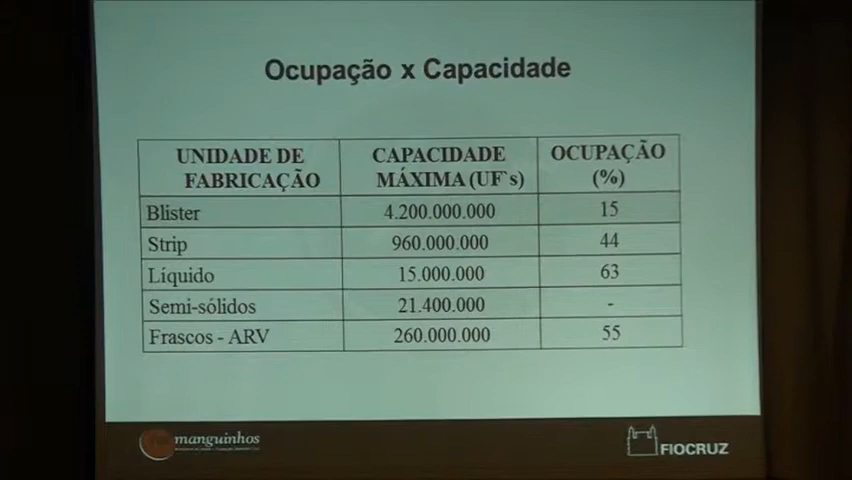 Ocupação x Capacidade
UNIDADE DE FABRICAÇÃO CAPACIDADE MÁXIMA (UF`s) OCUPAÇÃO (%)
Blister 4.200.000.000 15
Strip 960.000.000 44
Líquido 15.000.000 63
Semi-sólidos 21.400.000 -
Frascos - ARV 260.000.000 55
manguinhos
FIOCRUZ